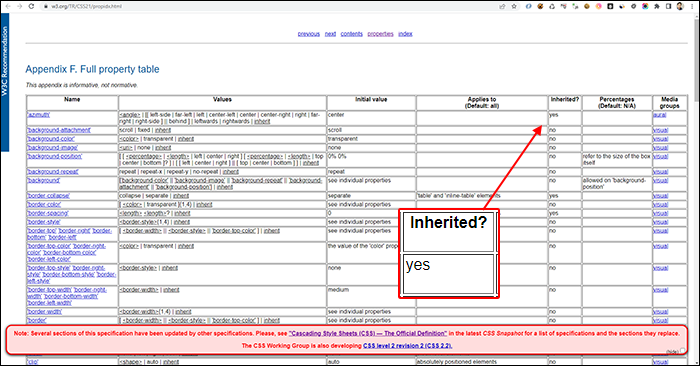 w3.org/TR/CSS21/propidx.html
W3C Recommendation
previous next contents properties index
Appendix F. Full property table
This appendix is informative, not normative.
Name Values Initial value Applies to (Default: all) Inherited? Percentages (Default: N/A) Media groups
'azimuth' <angle> | [[ left-side | far-left | left | center-left | center | center-right | right | far-right | right-side ] || behind ] | leftwards | rightwards | inherit center yes aural
'background-attachment' scroll | fixed | inherit scroll no visual
'background-color' <color> | transparent | inherit transparent no visual
'background-image' <uri> | none | inherit none no visual
'background-position' [ [ <percentage> | <length> | left | center | right ] [ <percentage> | <length> | top | center | bottom ]? ] | [ [ left | center | right ] || [ top | center | bottom ] ] | inherit 0% 0% no refer to the size of the box itself visual
'background-repeat' repeat | repeat-x | repeat-y | no-repeat | inherit repeat no visual
'background' ['background-color' || 'background-image' || 'background-repeat' || 'background-attachment' || 'background-position'] | inherit see individual properties no allowed on 'background-position' visual
'border-collapse' collapse | separate | inherit separate 'table' and 'inline-table' elements yes visual
'border-color' [ <color> | transparent ]{1,4} | inherit see individual properties no visual
'border-spacing' <length> <length>? | inherit 0 yes visual
'border-style' <border-style>{1,4} | inherit see individual properties no visual
'border-top' 'border-right' 'border-bottom' 'border-left' [ <border-width> || <border-style> || 'border-top-color' ] | inherit see individual properties no visual
'border-top-color' 'border-right-color' 'border-bottom-color' 'border-left-color' <color> | transparent | inherit the value of the 'color' no visual
'border-top-style' 'border-right-style' 'border-bottom-style' 'border-left-style' <border-style> | inherit none no visual
'border-top-width' 'border-right-width' 'border-bottom-width' 'border-left-width' <border-width> | inherit medium no visual
'border-width' <border-width>{1,4} | inherit see individual properties no visual
'border' [ <border-width> || <border-style> || 'border-top-color' ] | inherit see individual properties no visual
Inherited?
yes
Note: Several sections of this specification have been updated by other specifications. Please, see "Cascading Style Sheets (CSS) — The Official Definition" in the latest CSS Snapshot for a list of specifications and the sections they replace.
The CSS Working Group is also developing CSS level 2 revision 2 (CSS 2.2).
(hide)
'clip' <shape> | auto | inherit auto absolutely positioned elements no visual